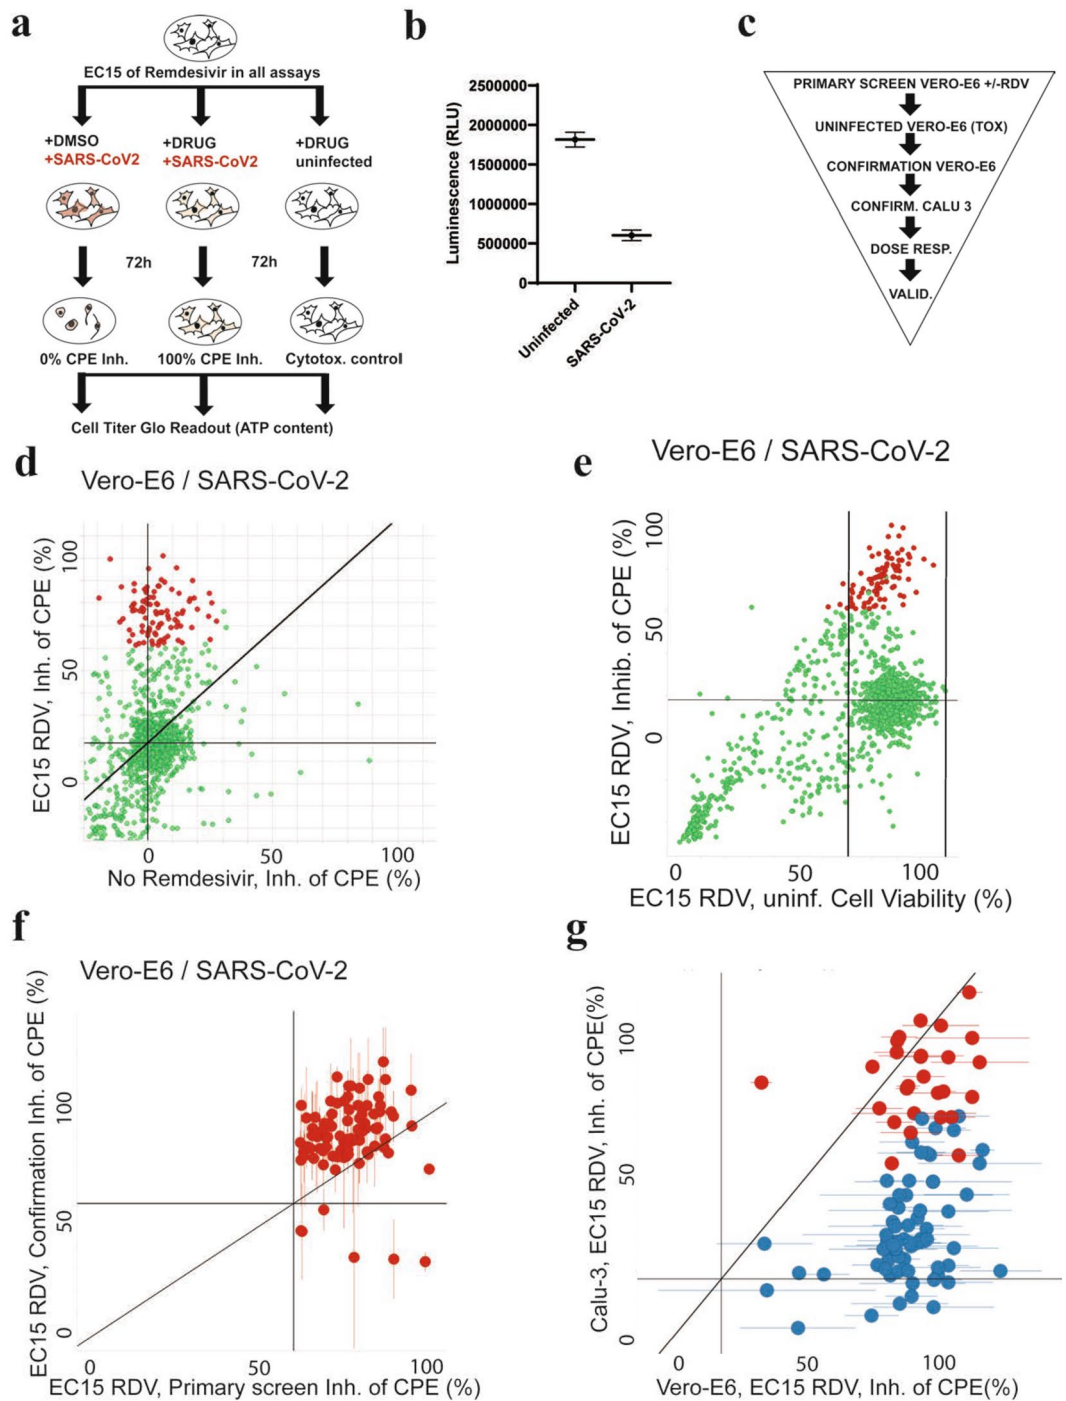 a
EC15 of Remdesivir in all assays
+DMSO
+SARS-CoV2
+DRUG
+SARS-CoV2
+DRUG
uninfected
72h
72h
0% CPE Inh.
100% CPE Inh.
Cytotox. control
Cell Titer Glo Readout (ATP content)
b
Luminescence (RLU)
2500000
2000000
1500000
1000000
500000
0
Uninfected
SARS-CoV-2
c
PRIMARY SCREEN VERO-E6 +/-RDV
UNINFECTED VERO-E6 (TOX)
CONFIRMATION VERO-E6
CONFIRM. CALU 3
DOSE RESP.
VALID.
d
Vero-E6 / SARS-CoV-2
EC15 RDV, Inh. of CPE (%)
100
50
0
0
50
100
No Remdesivir, Inh. of CPE (%)
e
Vero-E6 / SARS-CoV-2
EC15 RDV, Inhib. of CPE (%)
100
50
0
0
50
100
EC15 RDV, uninf. Cell Viability (%)
f
Vero-E6 / SARS-CoV-2
EC15 RDV, Confirmation Inh. of CPE (%)
100
50
0
0
50
100
EC15 RDV, Primary screen Inh. of CPE (%)
g
Calu-3, EC15 RDV, Inh. of CPE(%)
100
50
0
0
50
100
Vero-E6, EC15 RDV, Inh. of CPE(%)